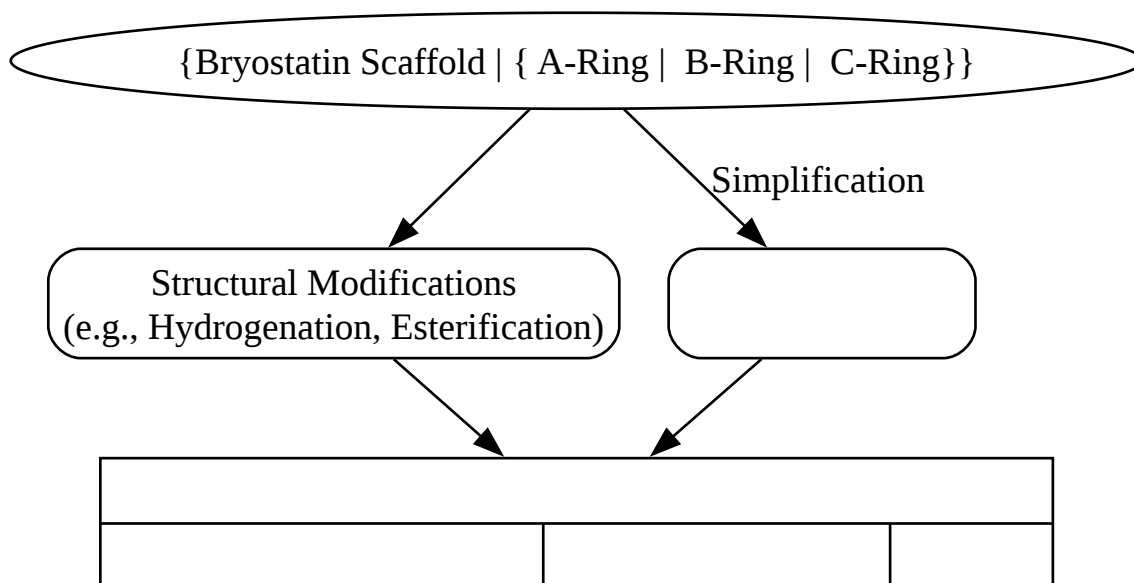 {Bryostatin Scaffold | { A-Ring | B-Ring | C-Ring}}
Simplification
Structural Modifications
(e.g., Hydrogenation, Esterification)